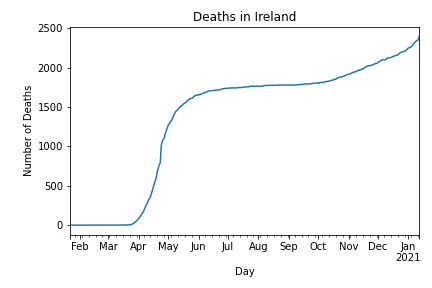 Deaths in Ireland
2500
2000
1500
1000
500
0
Number of Deaths
Feb Mar Apr May Jun Jul Aug Sep Oct Nov Dec Jan
2021
Day